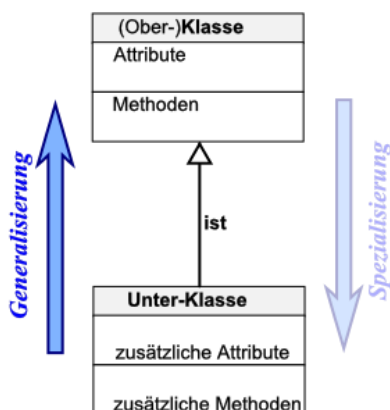 (Ober-)Klasse
Attribute
Methoden
Generalisierung
Spezialisierung
ist
Unter-Klasse
zusätzliche Attribute
zusätzliche Methoden